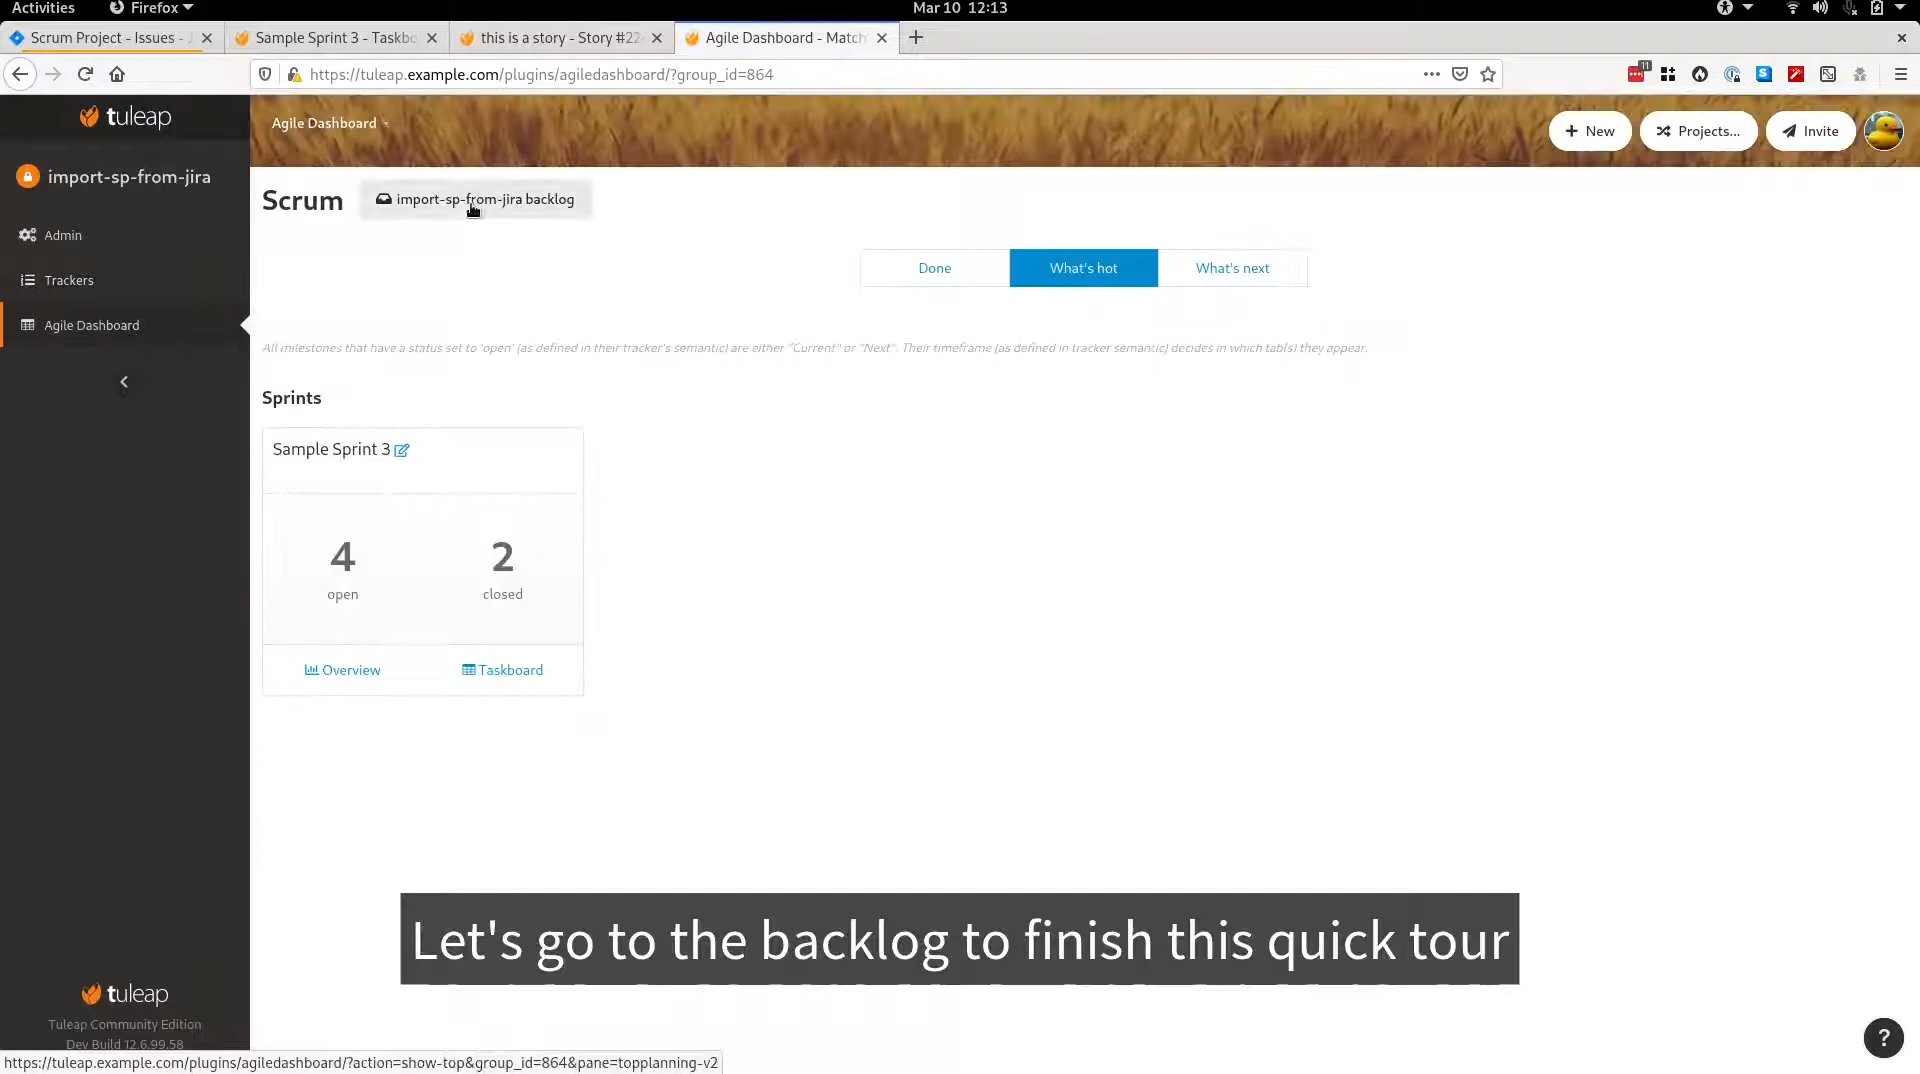 Activities
Firefox
Mar 10 12:13
Scrum Project - Issues -
Sample Sprint 3 - Taskbo
this is a story - Story #22
Agile Dashboard - Match
https://tuleap.example.com/plugins/agiledashboard/?group_id=864
11
tuleap
Agile Dashboard
New
Projects...
Invite
import-sp-from-jira
Scrum
import-sp-from-jira backlog
Admin
Trackers
Agile Dashboard
Done
What's hot
What's next
All milestones that have a status set to 'open' (as defined in their tracker's semantic) are either "Current" or "Next". Their timeframe (as defined in tracker semantic) decides in which tab(s) they appear.
Sprints
Sample Sprint 3
4
open
2
closed
Overview
Taskboard
Let's go to the backlog to finish this quick tour
tuleap
Tuleap Community Edition
Dev Build 12.6.99.58
?
https://tuleap.example.com/plugins/agiledashboard/?action=show-top&group_id=864&pane=topplanning-v2